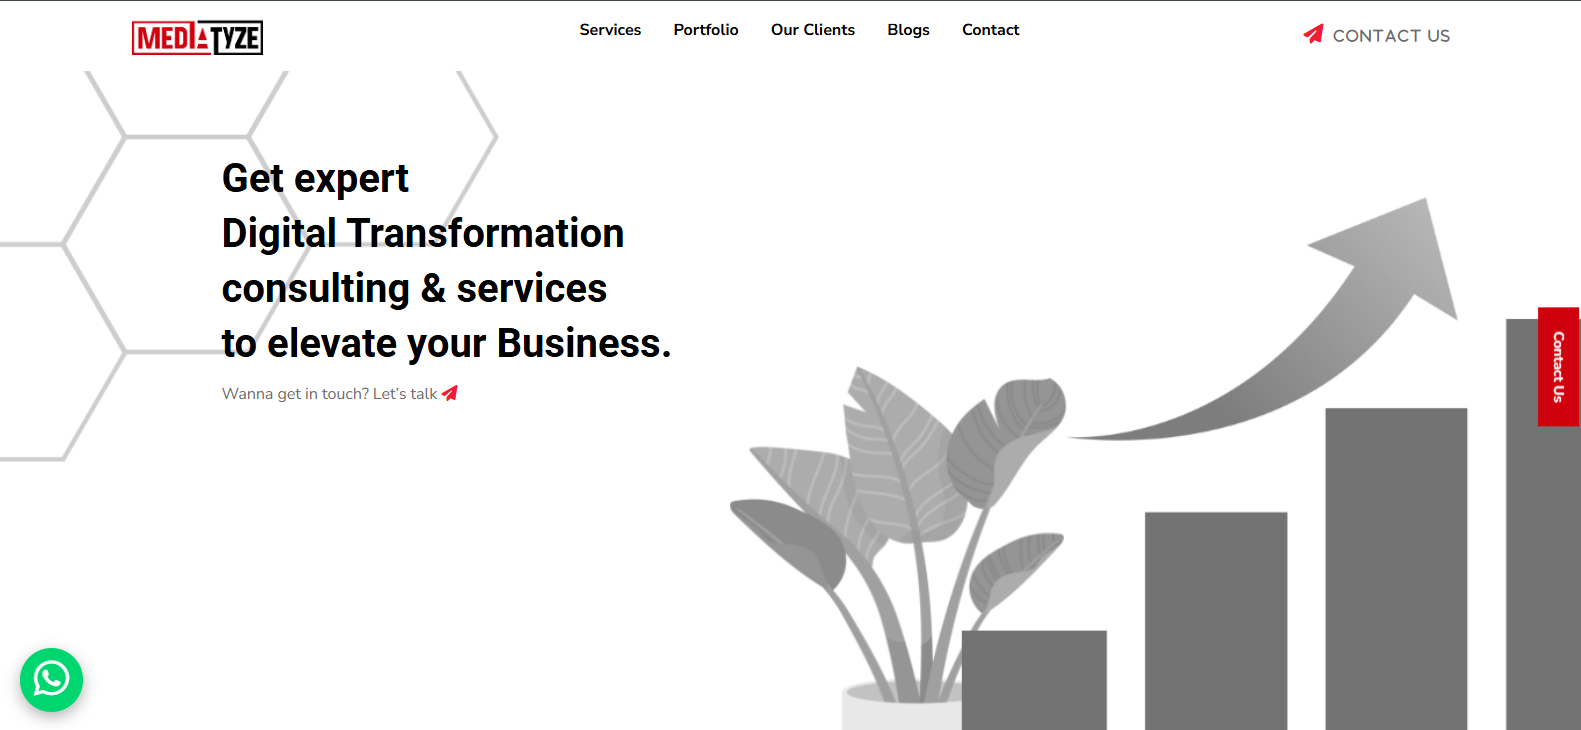 MEDIATYZE
Services Portfolio Our Clients Blogs Contact
CONTACT US
Get expert
Digital Transformation
consulting & services
to elevate your Business.
Wanna get in touch? Let's talk
Contact Us